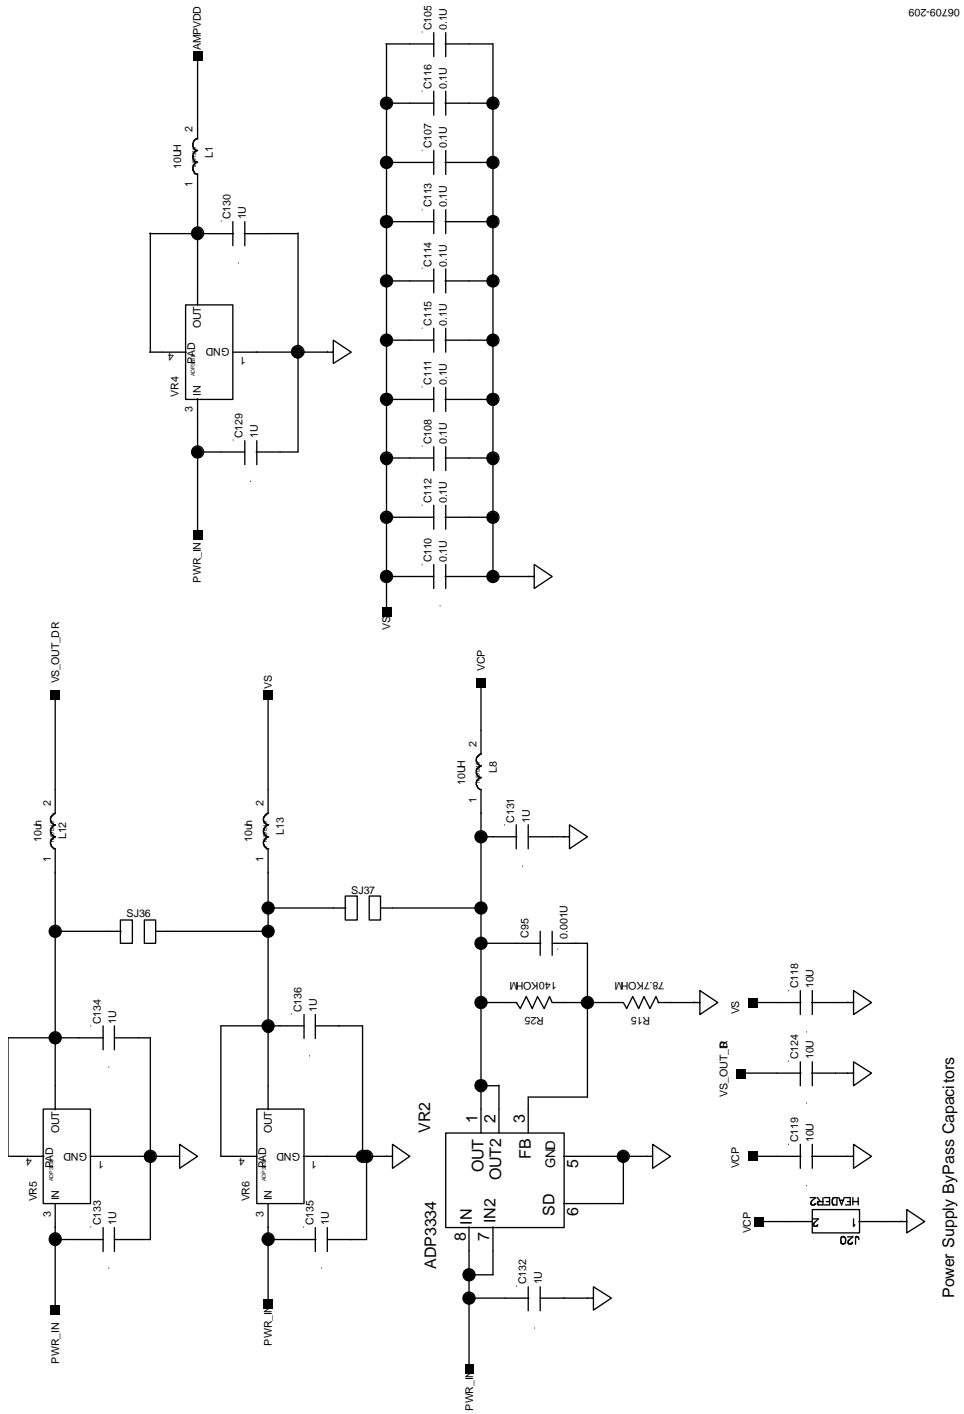 PWR_IN
3
VR5
IN
PAD
4
OUT
GND
1
C133
1U
C134
1U
SJ36
1
10uh
L12
2
VS_OUT_DR
PWR_IN
3
VR6
IN
PAD
4
OUT
GND
1
C135
1U
C136
1U
SJ37
1
10uh
L13
2
VS
PWR_IN
C132
1U
ADP3334
VR2
8
IN
7
IN2
SD
6
OUT
1
OUT2
2
FB
3
GND
5
R25
140KOHM
C95
0.001U
R15
78.7KOHM
C131
1U
1
10UH
L8
2
VCP
VCP
2
1
J20
HEADER2
VCP
C119
10U
VS_OUT_DR
C124
10U
VS
C118
10U
Power Supply ByPass Capacitors
PWR_IN
3
VR4
IN
PAD
4
OUT
GND
1
C129
1U
C130
1U
1
10UH
L1
2
AMPVDD
VS
C110
0.1U
C112
0.1U
C108
0.1U
C111
0.1U
C115
0.1U
C114
0.1U
C113
0.1U
C107
0.1U
C116
0.1U
C105
0.1U
06709-209